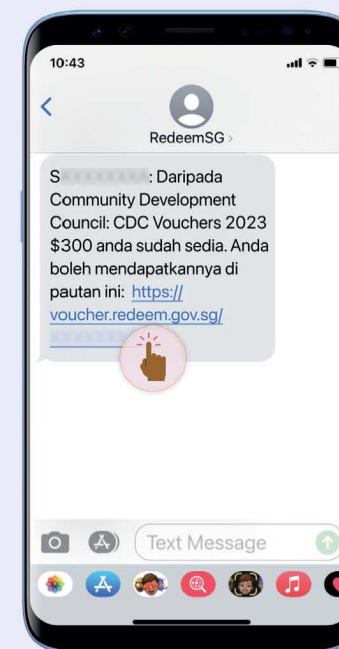 10:43
RedeemSG
S : Daripada
Community Development
Council: CDC Vouchers 2023
$300 anda sudah sedia. Anda
boleh mendapatkannya di
pautan ini: https://
voucher.redeem.gov.sg/
Text Message